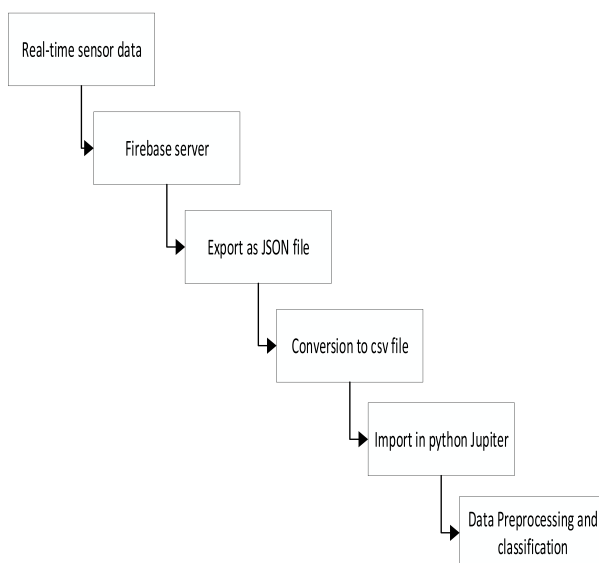 Real-time sensor data
Firebase server
Export as JSON file
Conversion to csv file
Import in python Jupiter
Data Preprocessing and
classification